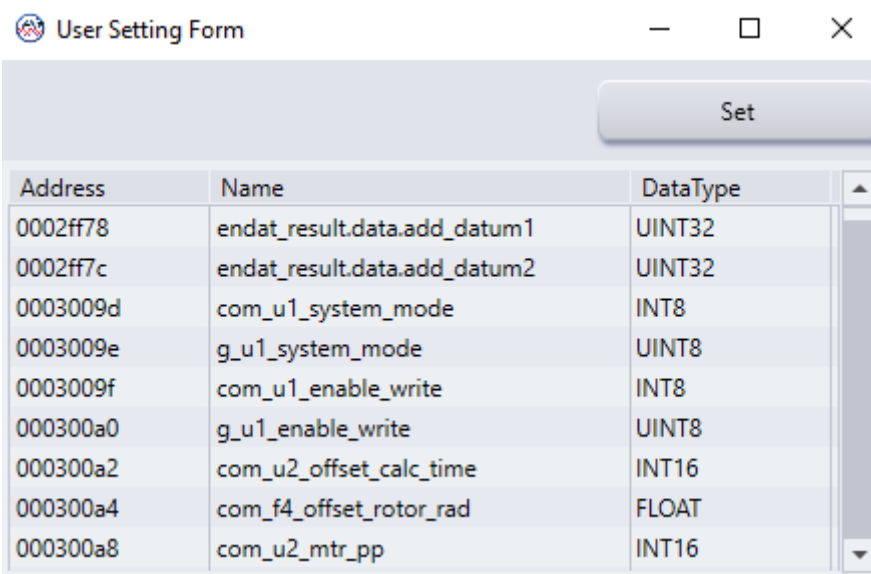 User Setting Form
Set
Address Name DataType
0002ff78 endat_result.data.add_datum1 UINT32
0002ff7c endat_result.data.add_datum2 UINT32
0003009d com_u1_system_mode INT8
0003009e g_u1_system_mode UINT8
0003009f com_u1_enable_write INT8
000300a0 g_u1_enable_write UINT8
000300a2 com_u2_offset_calc_time INT16
000300a4 com_f4_offset_rotor_rad FLOAT
000300a8 com_u2_mtr_pp INT16